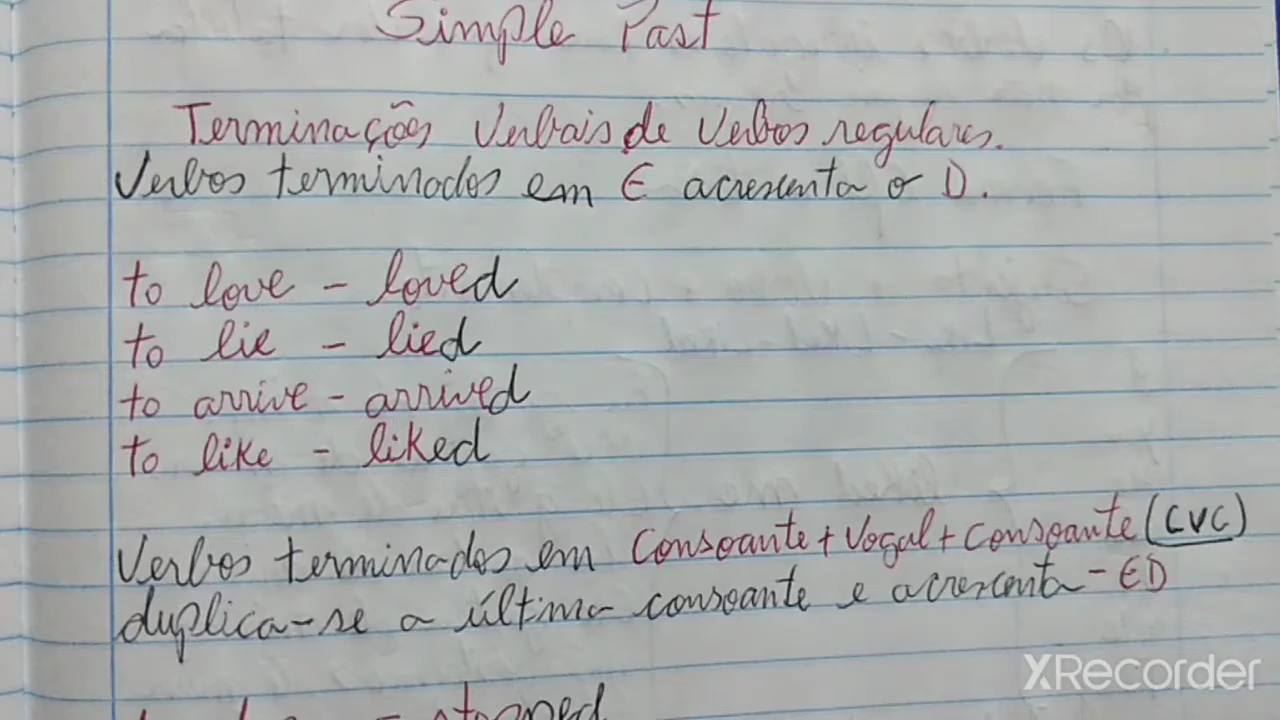 Simple Past
Terminações Verbais de Verbos regulares.
Verbos terminados em E acrescenta o D.
to love - loved
to lie - lied
to arrive - arrived
to like - liked
Verbos terminados em Consoante + Vogal + Consoante (CVC)
duplica-se a última consoante e acrescenta - ED
XRecorder